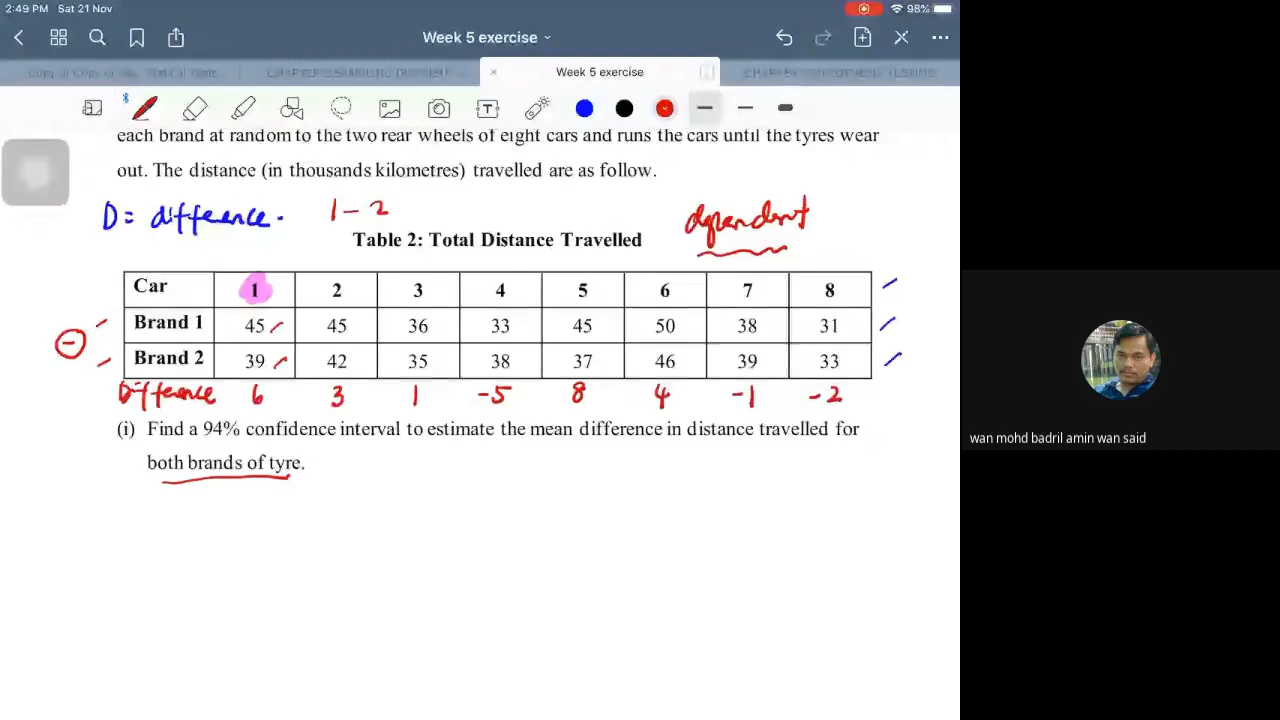 2:49 PM Sat 21 Nov
98%
Week 5 exercise
Week 5 exercise
each brand at random to the two rear wheels of eight cars and runs the cars until the tyres wear
out. The distance (in thousands kilometres) travelled are as follow.
D = difference. 1 - 2 dependent
Table 2: Total Distance Travelled
Car 1 2 3 4 5 6 7 8
Brand 1 45 45 36 33 45 50 38 31
Brand 2 39 42 35 38 37 46 39 33
Difference 6 3 1 -5 8 4 -1 -2
(i) Find a 94% confidence interval to estimate the mean difference in distance travelled for
both brands of tyre.
wan mohd badril amin wan said